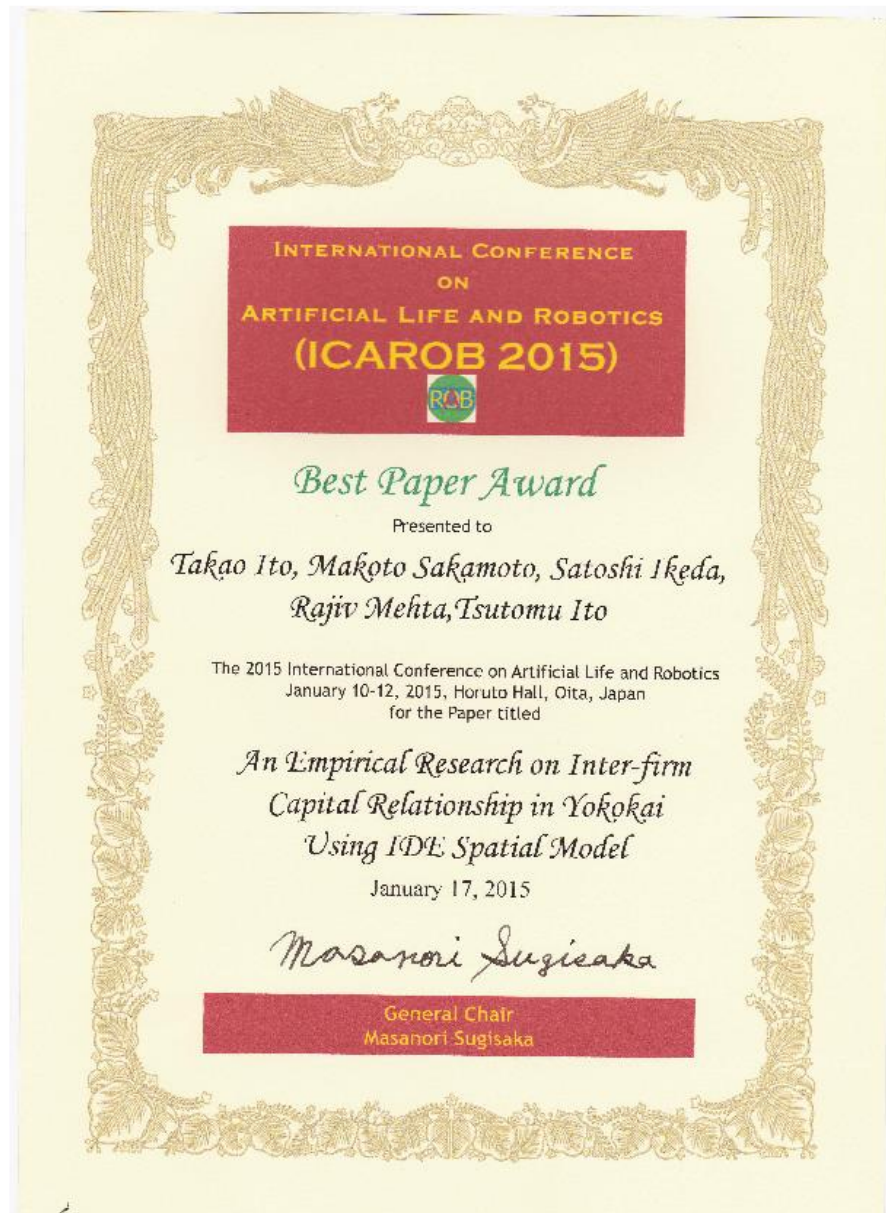 INTERNATIONAL CONFERENCE
ON
ARTIFICIAL LIFE AND ROBOTICS
(ICAROB 2015)
ROB
Best Paper Award
Presented to
Takao Ito, Makoto Sakamoto, Satoshi Ikeda,
Rajiv Mehta,Tsutomu Ito
The 2015 International Conference on Artificial Life and Robotics
January 10-12, 2015, Horuto Hall, Oita, Japan
for the Paper titled
An Empirical Research on Inter-firm
Capital Relationship in Yokokai
Using IDE Spatial Model
January 17, 2015
Masanori Sugisaka
General Chair
Masanori Sugisaka